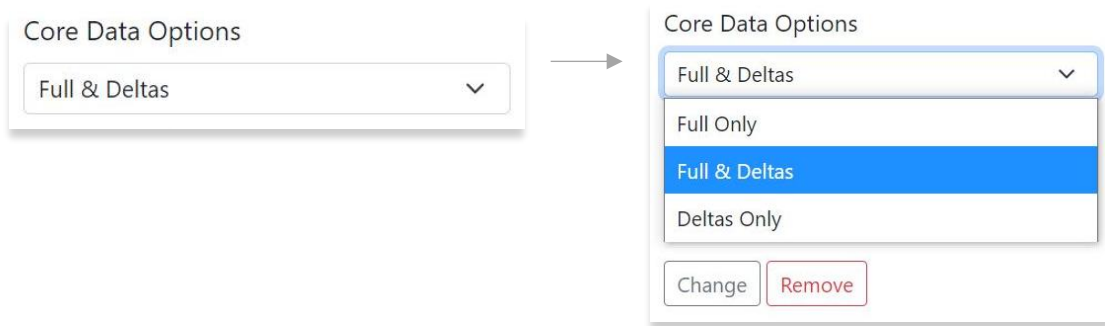 Core Data Options
Full & Deltas
Core Data Options
Full & Deltas
Full Only
Full & Deltas
Deltas Only
Change Remove